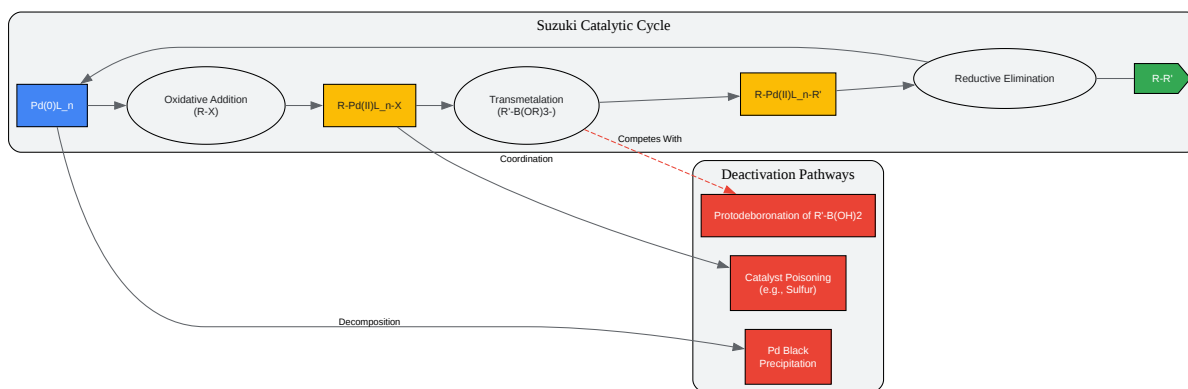 Suzuki Catalytic Cycle
Pd(0)L_n
Oxidative Addition
(R-X)
R-Pd(II)L_n-X
Transmetalation
(R'-B(OR)3-)
R-Pd(II)L_n-R'
Reductive Elimination
R-R'
Competes With
Coordination
Deactivation Pathways
Protodeboronation of R'-B(OH)2
Catalyst Poisoning
(e.g., Sulfur)
Decomposition
Pd Black
Precipitation